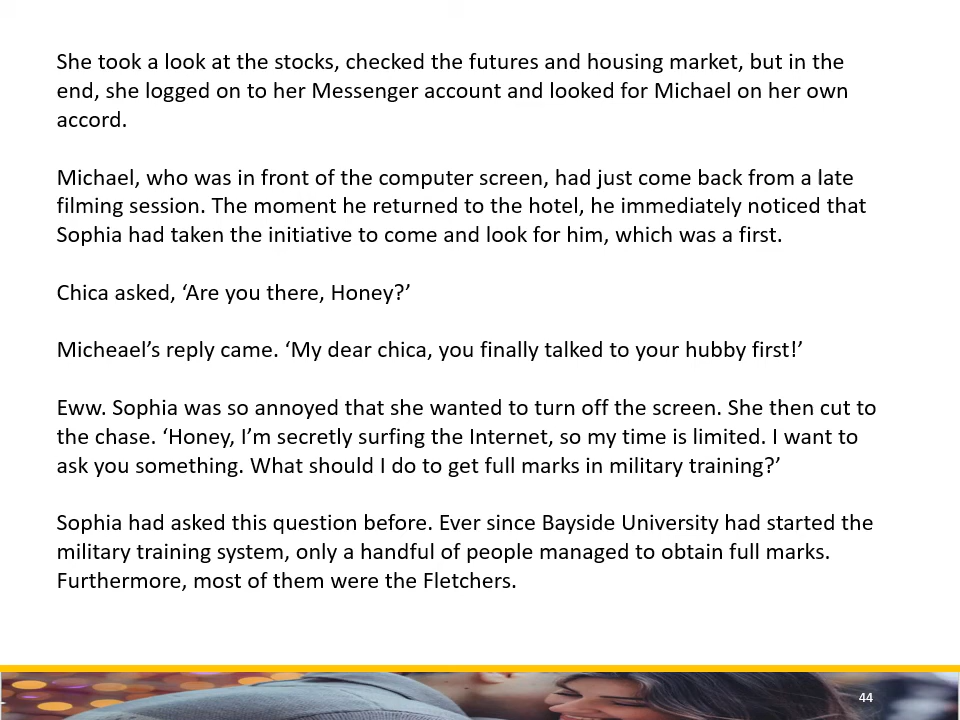 She took a look at the stocks, checked the futures and housing market, but in the
end, she logged on to her Messenger account and looked for Michael on her own
accord.
Michael, who was in front of the computer screen, had just come back from a late
filming session. The moment he returned to the hotel, he immediately noticed that
Sophia had taken the initiative to come and look for him, which was a first.
Chica asked, ‘Are you there, Honey?’
Micheael’s reply came. ‘My dear chica, you finally talked to your hubby first!’
Eww. Sophia was so annoyed that she wanted to turn off the screen. She then cut to
the chase. ‘Honey, I’m secretly surfing the Internet, so my time is limited. I want to
ask you something. What should I do to get full marks in military training?’
Sophia had asked this question before. Ever since Bayside University had started the
military training system, only a handful of people managed to obtain full marks.
Furthermore, most of them were the Fletchers.
44